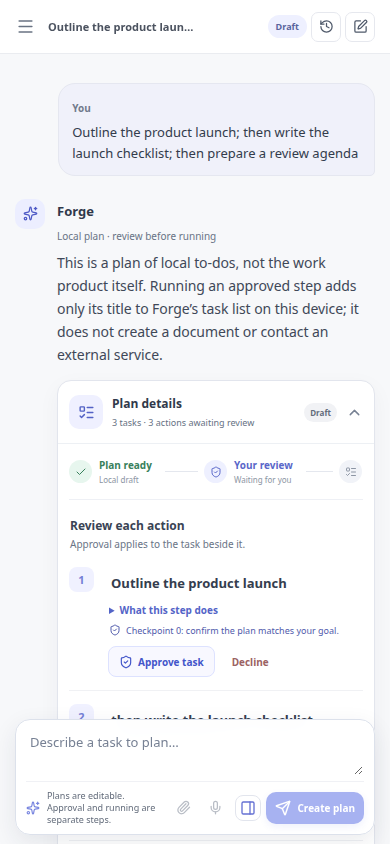 Outline the product laun...
Draft
You
Outline the product launch; then write the
launch checklist; then prepare a review agenda
Forge
Local plan · review before running
This is a plan of local to-dos, not the work
product itself. Running an approved step adds
only its title to Forge's task list on this device; it
does not create a document or contact an
external service.
Plan details
3 tasks · 3 actions awaiting review
Draft
Plan ready
Local draft
Your review
Waiting for you
Review each action
Approval applies to the task beside it.
1
Outline the product launch
What this step does
Checkpoint 0: confirm the plan matches your goal.
Approve task
Decline
2
then write the launch checklist
Describe a task to plan...
Plans are editable.
Approval and running are
separate steps.
Create plan